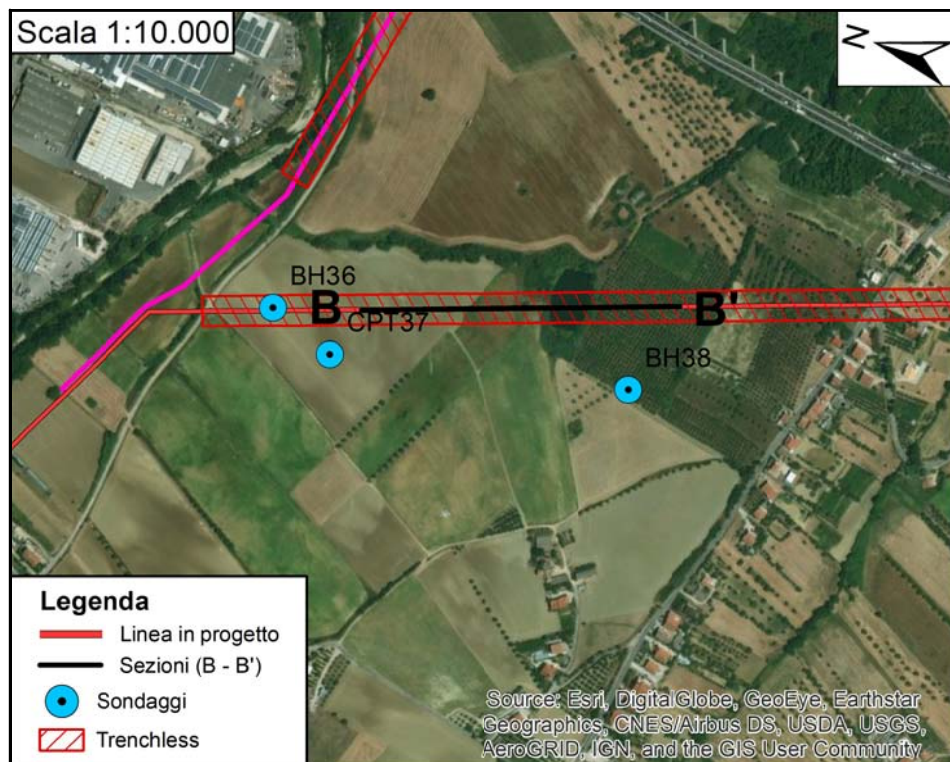 Scala 1:10.000
N
BH36
B
CPT37
B'
BH38
Legenda
Linea in progetto
Sezioni (B - B')
Sondaggi
Trenchless
Source: Esri, DigitalGlobe, GeoEye, Earthstar
Geographics, CNES/Airbus DS, USDA, USGS,
AeroGRID, IGN, and the GIS User Community